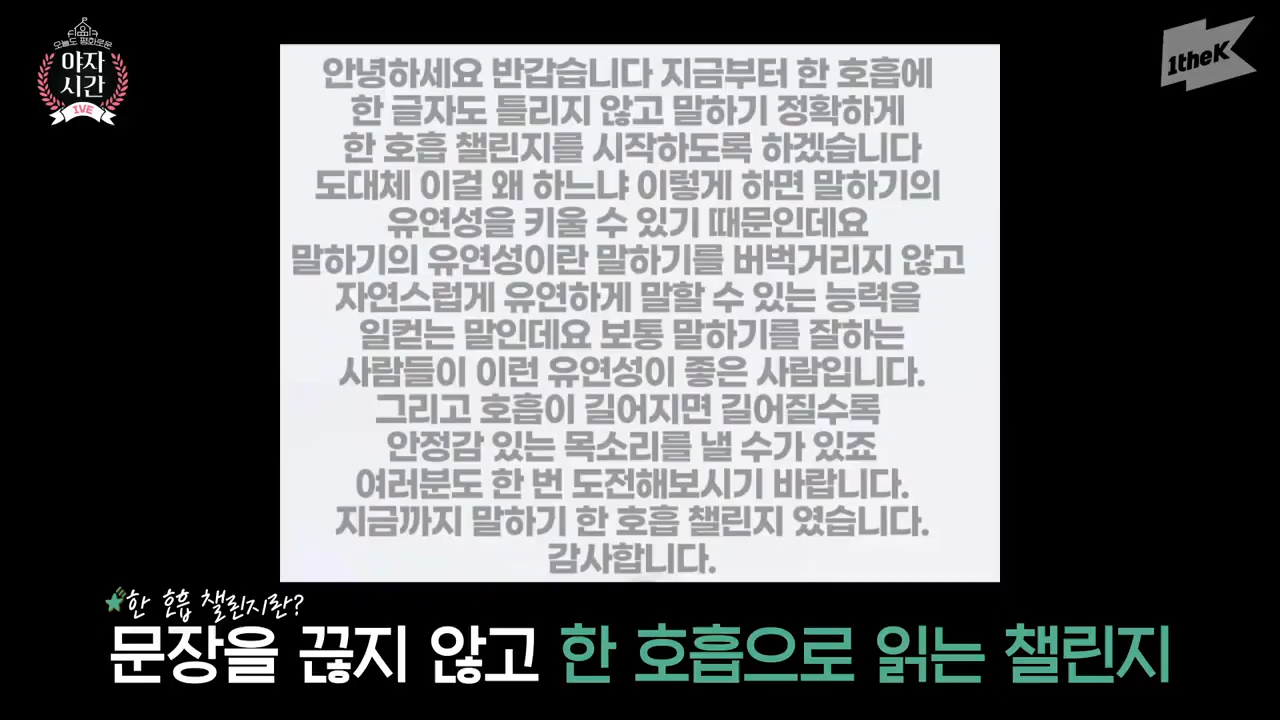 오늘도 평화로운
야자
시간
IVE
1theK
안녕하세요 반갑습니다 지금부터 한 호흡에
한 글자도 틀리지 않고 말하기 정확하게
한 호흡 챌린지를 시작하도록 하겠습니다
도대체 이걸 왜 하느냐 이렇게 하면 말하기의
유연성을 키울 수 있기 때문인데요
말하기의 유연성이란 말하기를 버벅거리지 않고
자연스럽게 유연하게 말할 수 있는 능력을
일컫는 말인데요 보통 말하기를 잘하는
사람들이 이런 유연성이 좋은 사람입니다.
그리고 호흡이 길어지면 길어질수록
안정감 있는 목소리를 낼 수가 있죠
여러분도 한 번 도전해보시기 바랍니다.
지금까지 말하기 한 호흡 챌린지 였습니다.
감사합니다.
한 호흡 챌린지란?
문장을 끊지 않고 한 호흡으로 읽는 챌린지